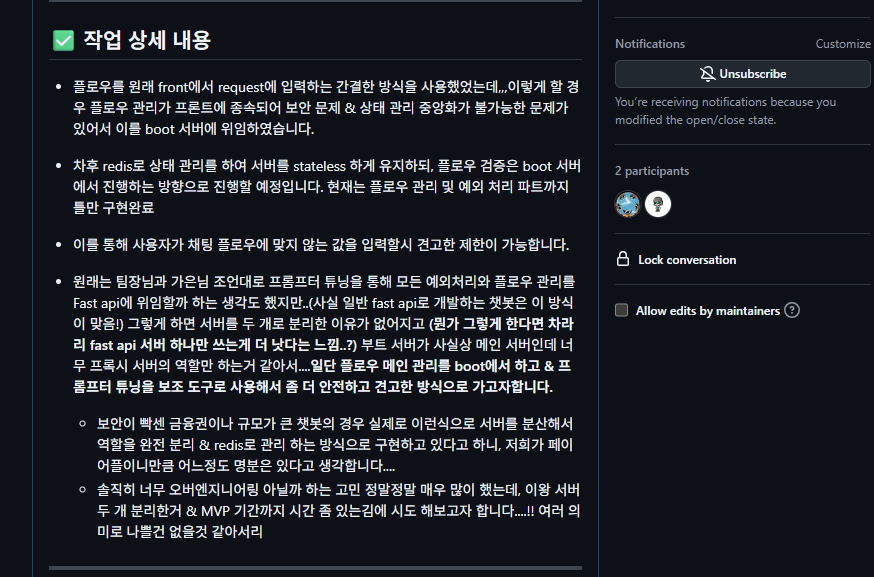 ✅ 작업 상세 내용
• 플로우를 원래 front에서 request에 입력하는 간결한 방식을 사용했었는데,,,이렇게 할 경
우 플로우 관리가 프론트에 종속되어 보안 문제 & 상태 관리 중앙화가 불가능한 문제가
있어서 이를 boot 서버에 위임하였습니다.
• 차후 redis로 상태 관리를 하여 서버를 stateless 하게 유지하되, 플로우 검증은 boot 서버
에서 진행하는 방향으로 진행할 예정입니다. 현재는 플로우 관리 및 예외 처리 파트까지
틀만 구현완료
• 이를 통해 사용자가 채팅 플로우에 맞지 않는 값을 입력할시 견고한 제한이 가능합니다.
• 원래는 팀장님과 가은님 조언대로 프롬프터 튜닝을 통해 모든 예외처리와 플로우 관리를
Fast api에 위임할까 하는 생각도 했지만..(사실 일반 fast api로 개발하는 챗봇은 이 방식
이 맞음!) 그렇게 하면 서버를 두 개로 분리한 이유가 없어지고 (뭔가 그렇게 한다면 차라
리 fast api 서버 하나만 쓰는게 더 낫다는 느낌..?) 부트 서버가 사실상 메인 서버인데 너
무 프록시 서버의 역할만 하는거 같아서....일단 플로우 메인 관리를 boot에서 하고 & 프
롬프터 튜닝을 보조 도구로 사용해서 좀 더 안전하고 견고한 방식으로 가고자합니다.
◦ 보안이 빡센 금융권이나 규모가 큰 챗봇의 경우 실제로 이런식으로 서버를 분산해서
역할을 완전 분리 & redis로 관리 하는 방식으로 구현하고 있다고 하니, 저희가 페이
어플이니만큼 어느정도 명분은 있다고 생각합니다....
◦ 솔직히 너무 오버엔지니어링 아닐까 하는 고민 정말정말 매우 많이 했는데, 이왕 서버
두 개 분리한거 & MVP 기간까지 시간 좀 있는김에 시도 해보고자 합니다....!! 여러 의
미로 나쁠건 없을것 같아서리
Notifications
Customize
Unsubscribe
You're receiving notifications because you
modified the open/close state.
2 participants
Lock conversation
Allow edits by maintainers ?